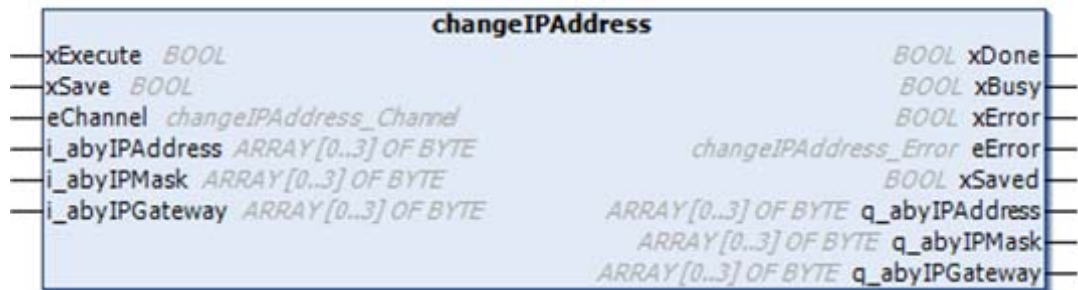 changeIPAddress
xExecute BOOL BOOL xDone
xSave BOOL BOOL xBusy
eChannel changeIPAddress_Channel BOOL xError
i_abyIPAddress ARRAY [0..3] OF BYTE changeIPAddress_Error eError
i_abyIPMask ARRAY [0..3] OF BYTE BOOL xSaved
i_abyIPGateway ARRAY [0..3] OF BYTE ARRAY [0..3] OF BYTE q_abyIPAddress
ARRAY [0..3] OF BYTE q_abyIPMask
ARRAY [0..3] OF BYTE q_abyIPGateway